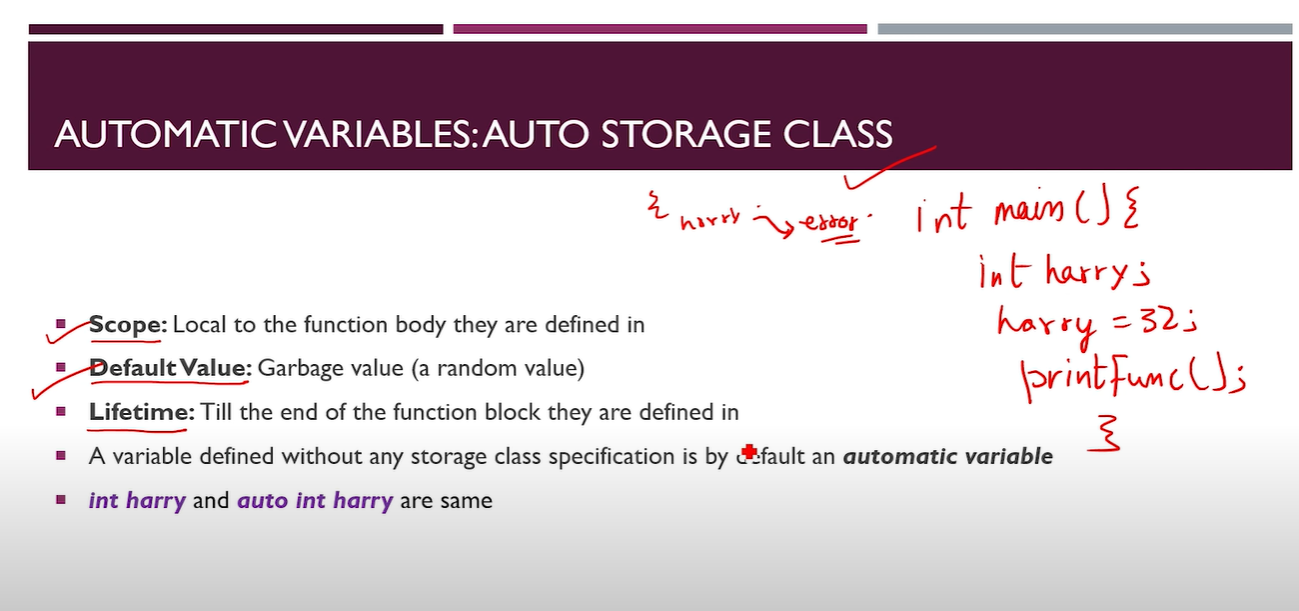 AUTOMATIC VARIABLES: AUTO STORAGE CLASS
{ harry → error.
int main() {
int harry;
harry = 32;
printFunc();
}
Scope: Local to the function body they are defined in
Default Value: Garbage value (a random value)
Lifetime: Till the end of the function block they are defined in
A variable defined without any storage class specification is by default an automatic variable
int harry and auto int harry are same